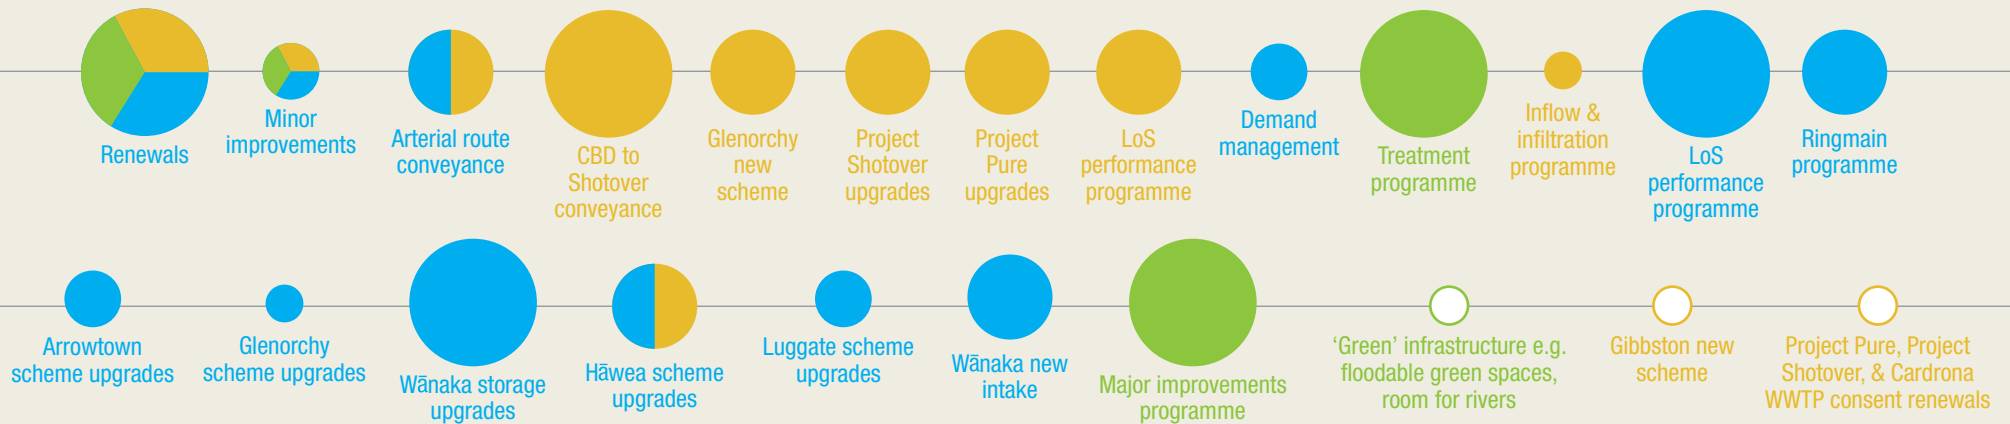 Renewals
Minor
improvements
Arterial route
conveyance
CBD to
Shotover
conveyance
Glenorchy
new
scheme
Project
Shotover
upgrades
Project
Pure
upgrades
LoS
performance
programme
Demand
management
Treatment
programme
Inflow &
infiltration
programme
LoS
performance
programme
Ringmain
programme
Arrowtown
scheme upgrades
Glenorchy
scheme upgrades
Wānaka storage
upgrades
Hāwea scheme
upgrades
Luggate scheme
upgrades
Wānaka new
intake
Major improvements
programme
‘Green’ infrastructure e.g.
floodable green spaces,
room for rivers
Gibbston new
scheme
Project Pure, Project
Shotover, & Cardrona
WWTP consent renewals